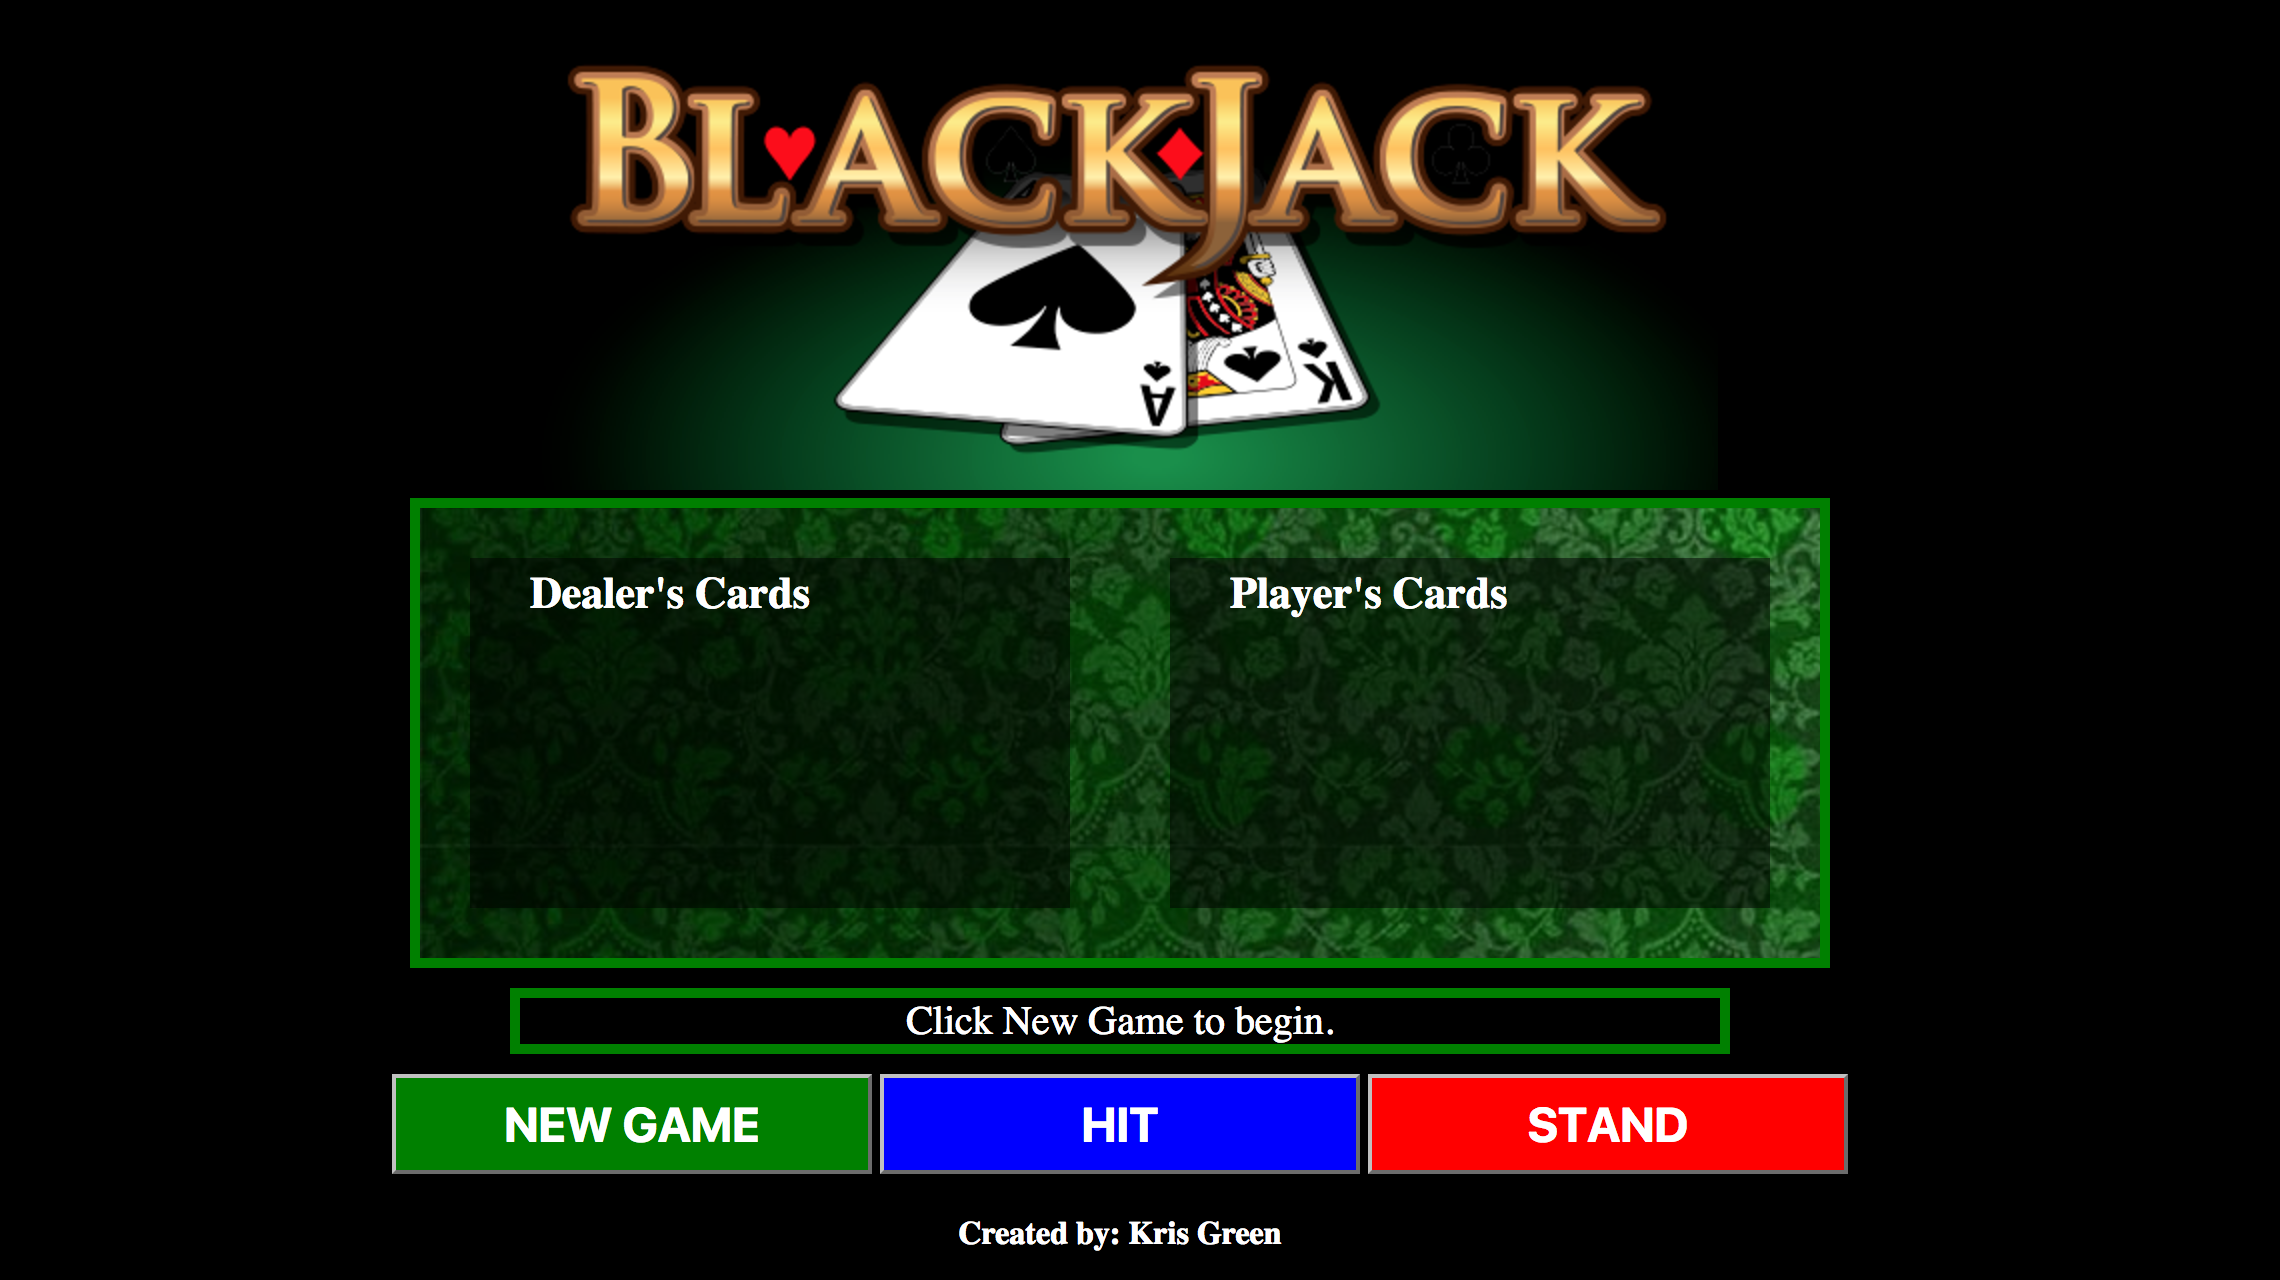 BLACKJACK
A
K
Dealer's Cards
Player's Cards
Click New Game to begin.
NEW GAME
HIT
STAND
Created by: Kris Green